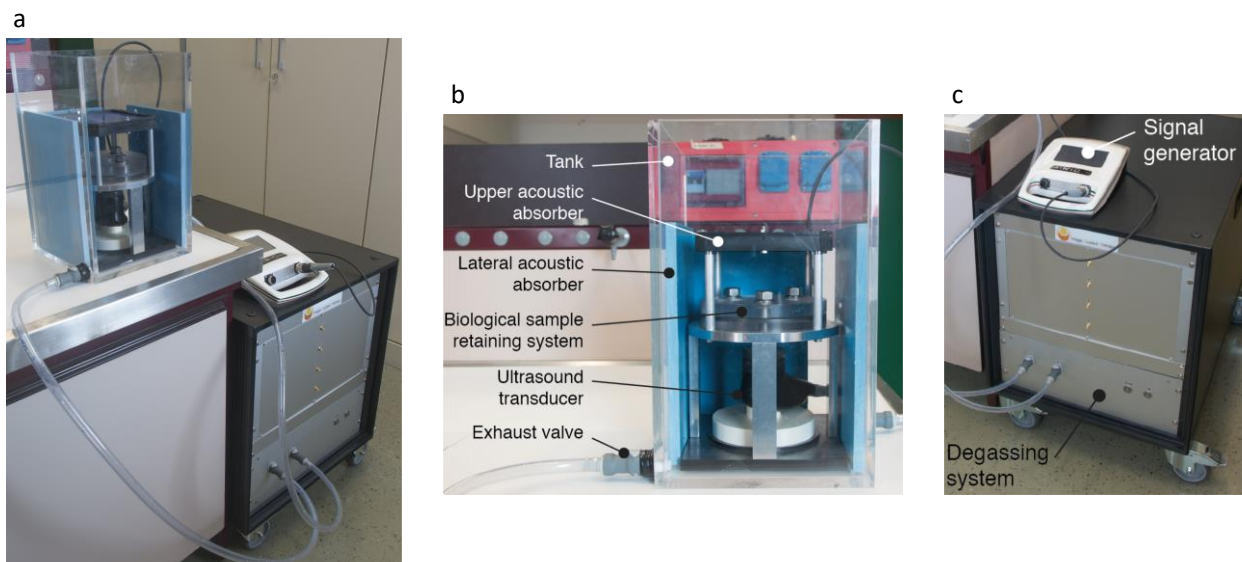 a
b
c
Tank
Upper acoustic
absorber
Lateral acoustic
absorber
Biological sample
retaining system
Ultrasound
transducer
Exhaust valve
Signal
generator
Degassing
system